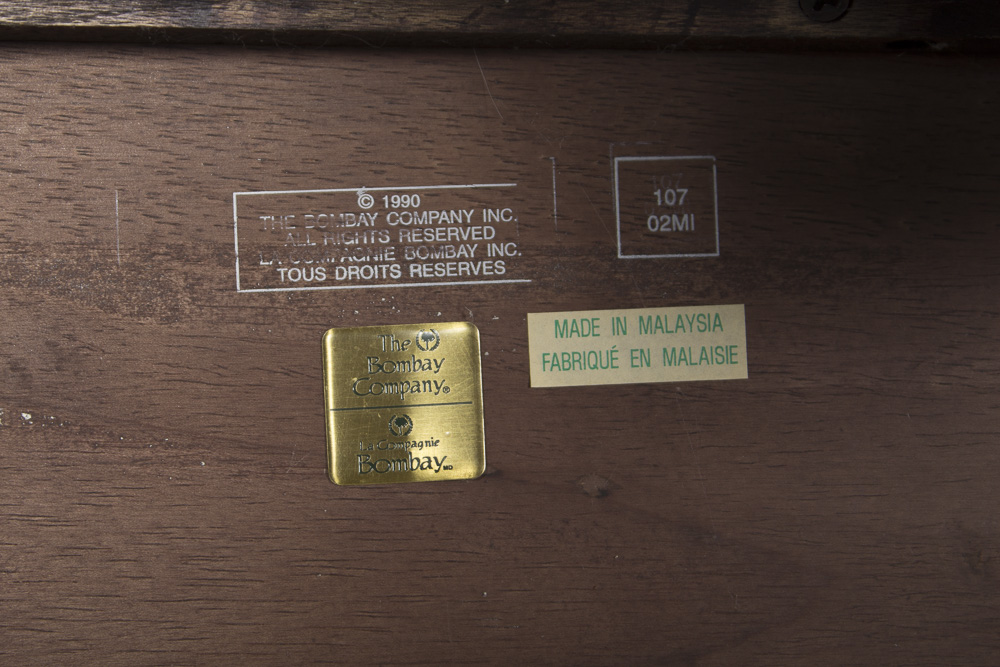 © 1990
THE BOMBAY COMPANY INC.
ALL RIGHTS RESERVED
LA COMPAGNIE BOMBAY INC.
TOUS DROITS RESERVES
107
02MI
The
Bombay
Company®
La Compagnie
Bombay MD
MADE IN MALAYSIA
FABRIQUÉ EN MALAISIE